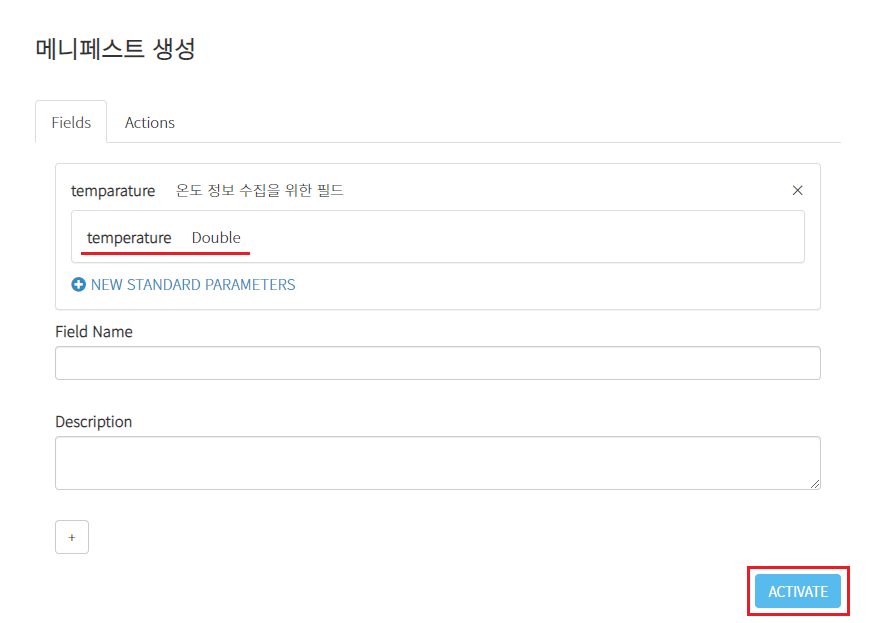 메니페스트 생성
Fields Actions
temparature 온도 정보 수집을 위한 필드
temperature Double
NEW STANDARD PARAMETERS
Field Name
Description
+
ACTIVATE